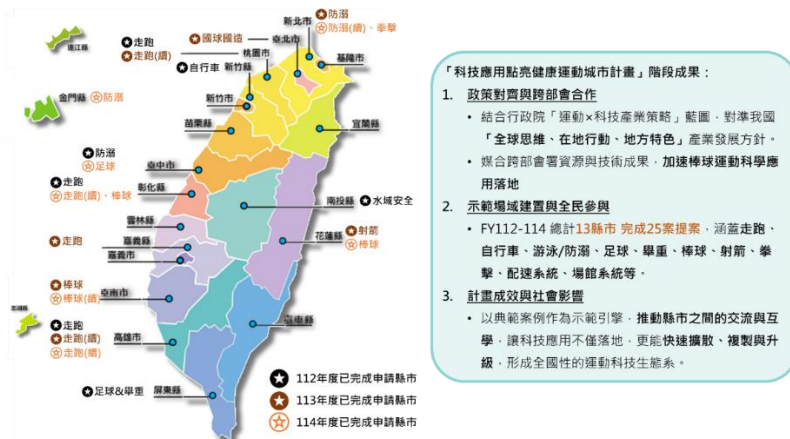 連江縣
金門縣
防溺
走跑
走跑(續)
國球國造
桃園市
臺北市
新北市
防溺
防溺(續)、拳擊
基隆市
自行車
新竹縣
新竹市
苗栗縣
宜蘭縣
防溺
足球
臺中市
走跑
走跑(續)、棒球
彰化縣
南投縣
水域安全
雲林縣
走跑
嘉義縣
嘉義市
花蓮縣
射箭
棒球
棒球
棒球(續)
臺南市
澎湖縣
走跑
走跑(續)
走跑(續)
高雄市
臺東縣
足球&舉重
屏東縣
112年度已完成申請縣市
113年度已完成申請縣市
114年度已完成申請縣市
「科技應用點亮健康運動城市計畫」階段成果：
1. 政策對齊與跨部會合作
• 結合行政院「運動×科技產業策略」藍圖，對準我國
「全球思維、在地行動、地方特色」產業發展方針。
• 媒合跨部會署資源與技術成果，加速棒球運動科學應
用落地
2. 示範場域建置與全民參與
• FY112-114 總計13縣市 完成25案提案，涵蓋走跑、
自行車、游泳/防溺、足球、舉重、棒球、射箭、拳
擊、配速系統、場館系統等。
3. 計畫成效與社會影響
• 以典範案例作為示範引擎，推動縣市之間的交流與互
學，讓科技應用不僅落地，更能快速擴散、複製與升
級，形成全國性的運動科技生態系。